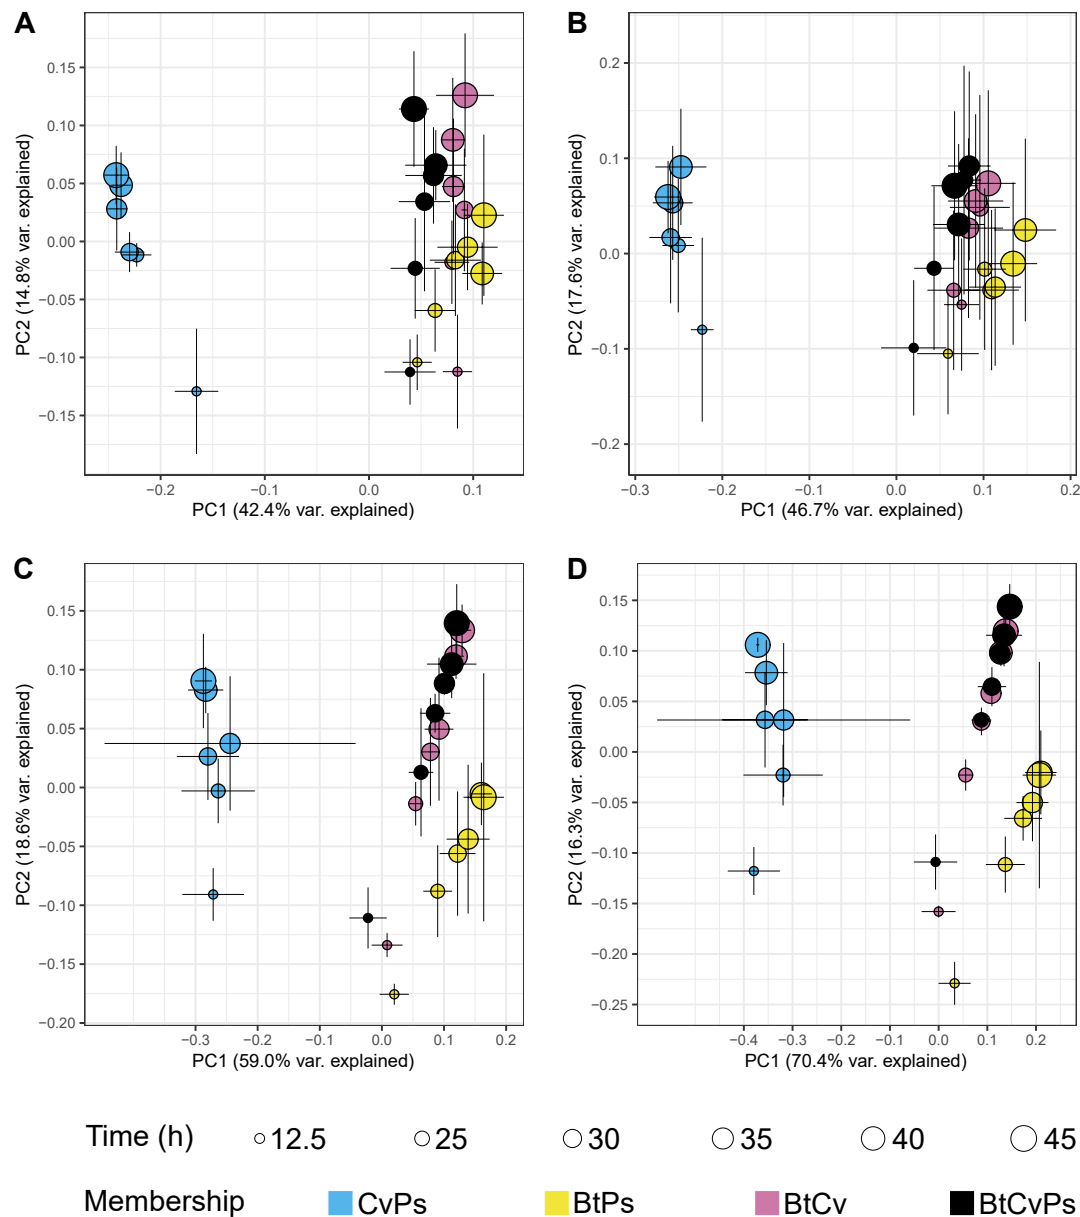 A
0.15
0.10
0.05
0.00
−0.05
−0.10
−0.15
PC2 (14.8% var. explained)
−0.2 −0.1 0.0 0.1
PC1 (42.4% var. explained)
B
0.2
0.1
0.0
−0.1
−0.2
PC2 (17.6% var. explained)
−0.3 −0.2 −0.1 0.0 0.1 0.2
PC1 (46.7% var. explained)
C
0.15
0.10
0.05
0.00
−0.05
−0.10
−0.15
−0.20
PC2 (18.6% var. explained)
−0.3 −0.2 −0.1 0.0 0.1 0.2
PC1 (59.0% var. explained)
D
0.15
0.10
0.05
0.00
−0.05
−0.10
−0.15
−0.20
−0.25
PC2 (16.3% var. explained)
−0.4 −0.3 −0.2 −0.1 0.0 0.1 0.2
PC1 (70.4% var. explained)
Time (h) 12.5 25 30 35 40 45
Membership CvPs BtPs BtCv BtCvPs